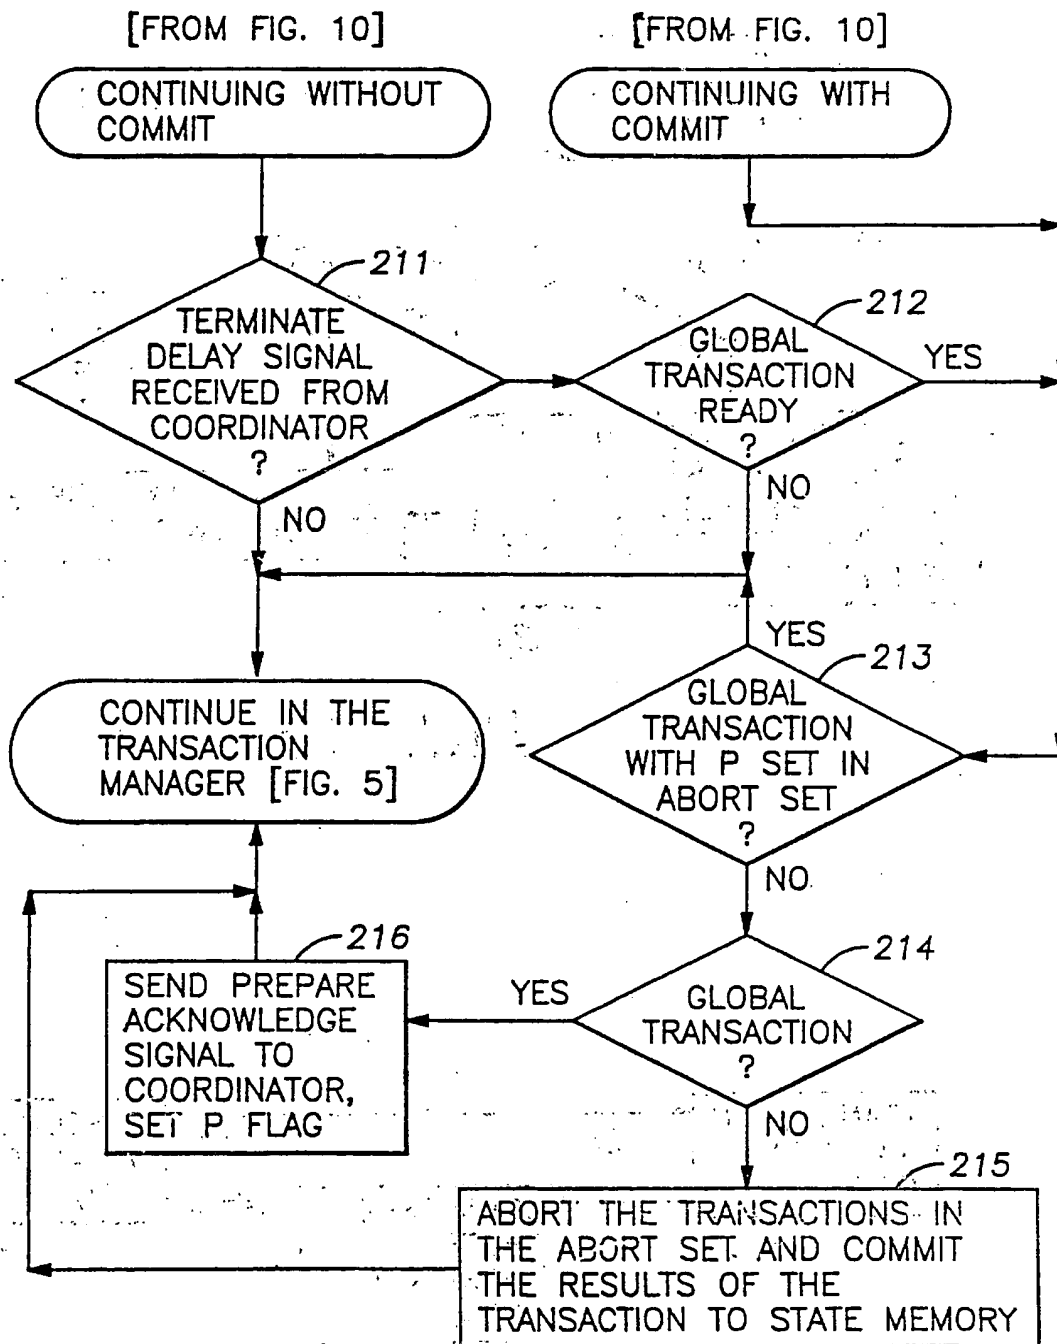 [FROM FIG. 10]
[FROM FIG. 10]
CONTINUING WITHOUT
COMMIT
CONTINUING WITH
COMMIT
211
TERMINATE
DELAY SIGNAL
RECEIVED FROM
COORDINATOR
?
NO
212
GLOBAL
TRANSACTION
READY
?
YES
NO
YES
213
GLOBAL
TRANSACTION
WITH P SET IN
ABORT SET
?
NO
CONTINUE IN THE
TRANSACTION
MANAGER [FIG. 5]
214
GLOBAL
TRANSACTION
?
YES
NO
216
SEND PREPARE
ACKNOWLEDGE
SIGNAL TO
COORDINATOR,
SET P FLAG
215
ABORT THE TRANSACTIONS IN
THE ABORT SET AND COMMIT
THE RESULTS OF THE
TRANSACTION TO STATE MEMORY